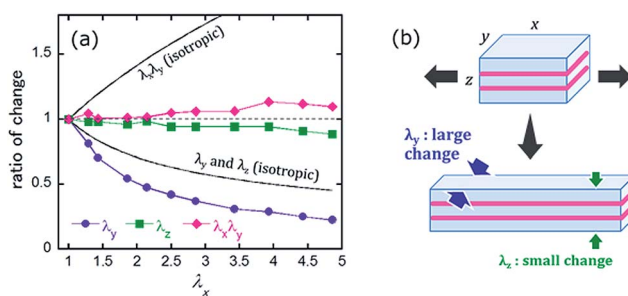 (a)
ratio of change
1.5
1
0.5
0
λxλy (isotropic)
λy and λz (isotropic)
λy λz λxλy
1 1.5 2 2.5 3 3.5 4 4.5 5
λx
(b)
x
y
z
λy : large
change
λz : small change